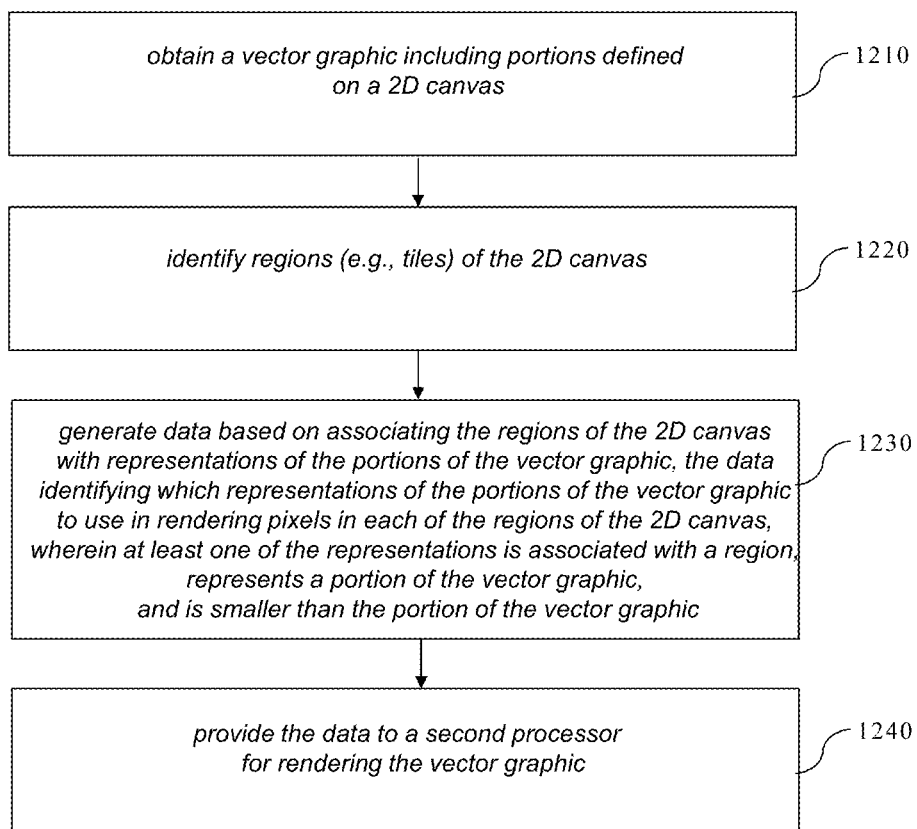 obtain a vector graphic including portions defined
on a 2D canvas
1210
identify regions (e.g., tiles) of the 2D canvas
1220
generate data based on associating the regions of the 2D canvas
with representations of the portions of the vector graphic, the data
identifying which representations of the portions of the vector graphic
to use in rendering pixels in each of the regions of the 2D canvas,
wherein at least one of the representations is associated with a region,
represents a portion of the vector graphic,
and is smaller than the portion of the vector graphic
1230
provide the data to a second processor
for rendering the vector graphic
1240